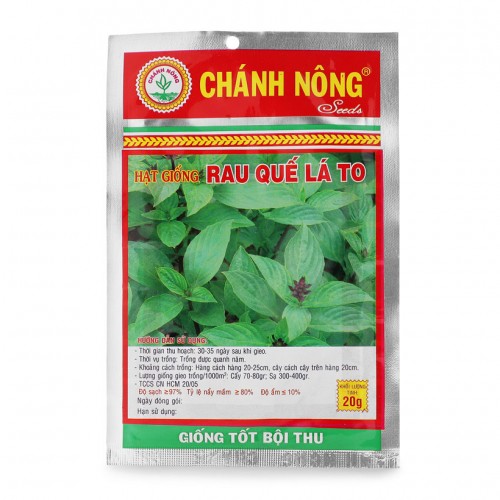 CHÁNH NÔNG
CHÁNH NÔNG®
Seeds
HẠT GIỐNG RAU QUẾ LÁ TO
HƯỚNG DẪN SỬ DỤNG:
- Thời gian thu hoạch: 30-35 ngày sau khi gieo.
- Thời vụ trồng: Trồng được quanh năm.
- Khoảng cách trồng: Hàng cách hàng 20-25cm, cây cách cây trên hàng 20cm.
- Lượng giống gieo trồng/1000m²: Cấy 70-80gr; Sạ 300-400gr.
- TCCS CN HCM 20/05
Độ sạch ≥97% Tỷ lệ nảy mầm ≥80% Độ ẩm ≤10%
Ngày đóng gói:
Hạn sử dụng:
KHỐI LƯỢNG
TỊNH:
20g
GIỐNG TỐT BỘI THU